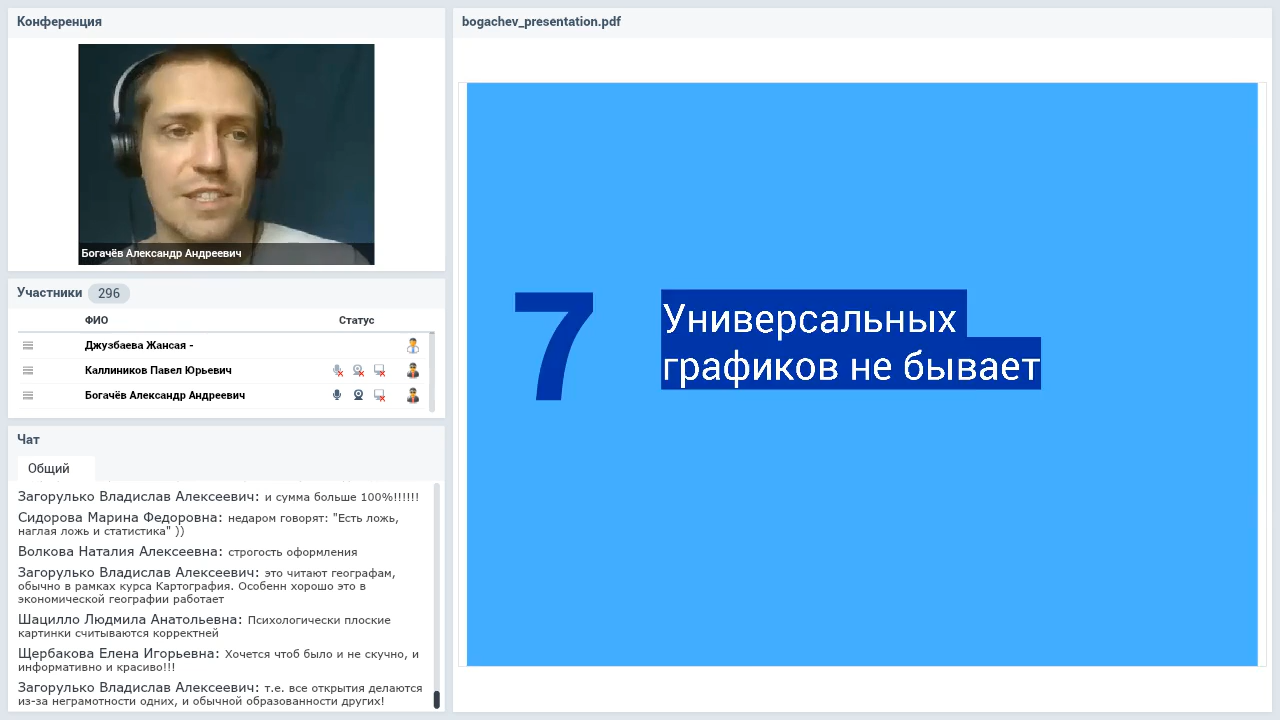 Конференция
Богачёв Александр Андреевич
Участники 296
ФИО Статус
Джузбаева Жансая -
Каллиников Павел Юрьевич
Богачёв Александр Андреевич
Чат
Общий
Загорулько Владислав Алексеевич: и сумма больше 100%!!!!!!
Сидорова Марина Федоровна: недаром говорят: "Есть ложь,
наглая ложь и статистика" ))
Волкова Наталия Алексеевна: строгость оформления
Загорулько Владислав Алексеевич: это читают географам,
обычно в рамках курса Картография. Особенн хорошо это в
экономической географии работает
Шацилло Людмила Анатольевна: Психологически плоские
картинки считываются корректней
Щербакова Елена Игорьевна: Хочется чтоб было и не скучно, и
информативно и красиво!!!
Загорулько Владислав Алексеевич: т.е. все открытия делаются
из-за неграмотности одних, и обычной образованности других!
bogachev_presentation.pdf
7
Универсальных
графиков не бывает